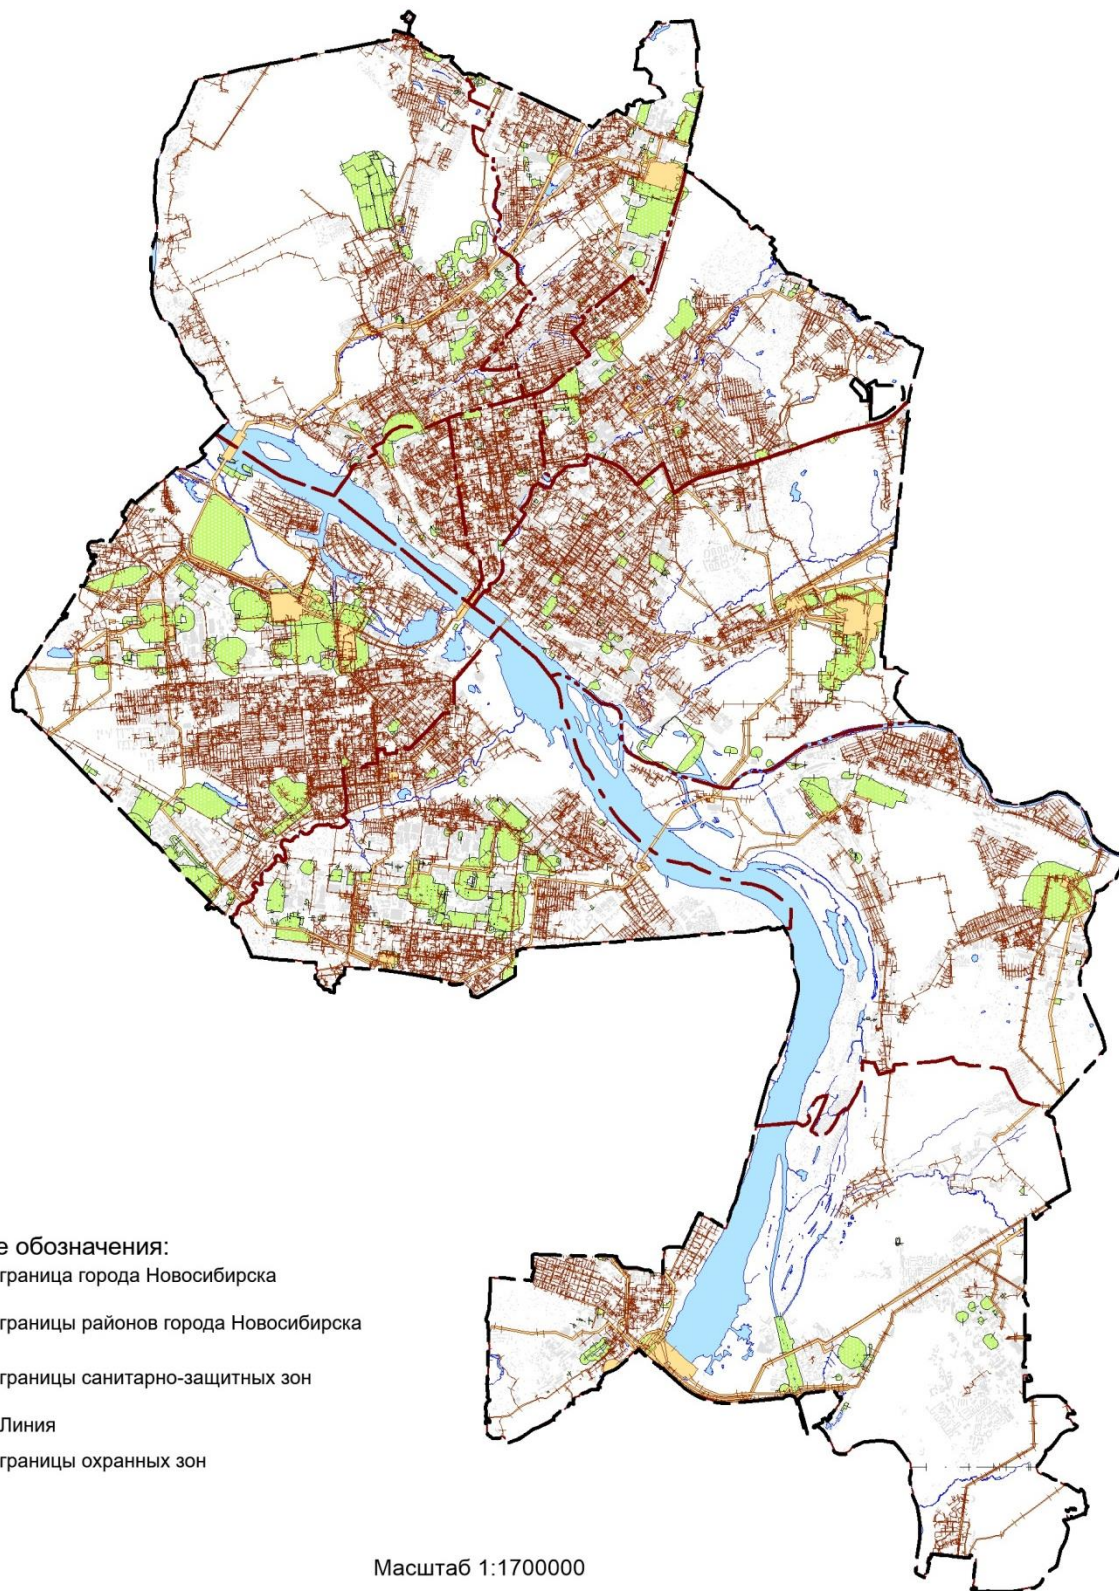 е обозначения:
граница города Новосибирска
границы районов города Новосибирска
границы санитарно-защитных зон
Линия
границы охранных зон
Масштаб 1:1700000